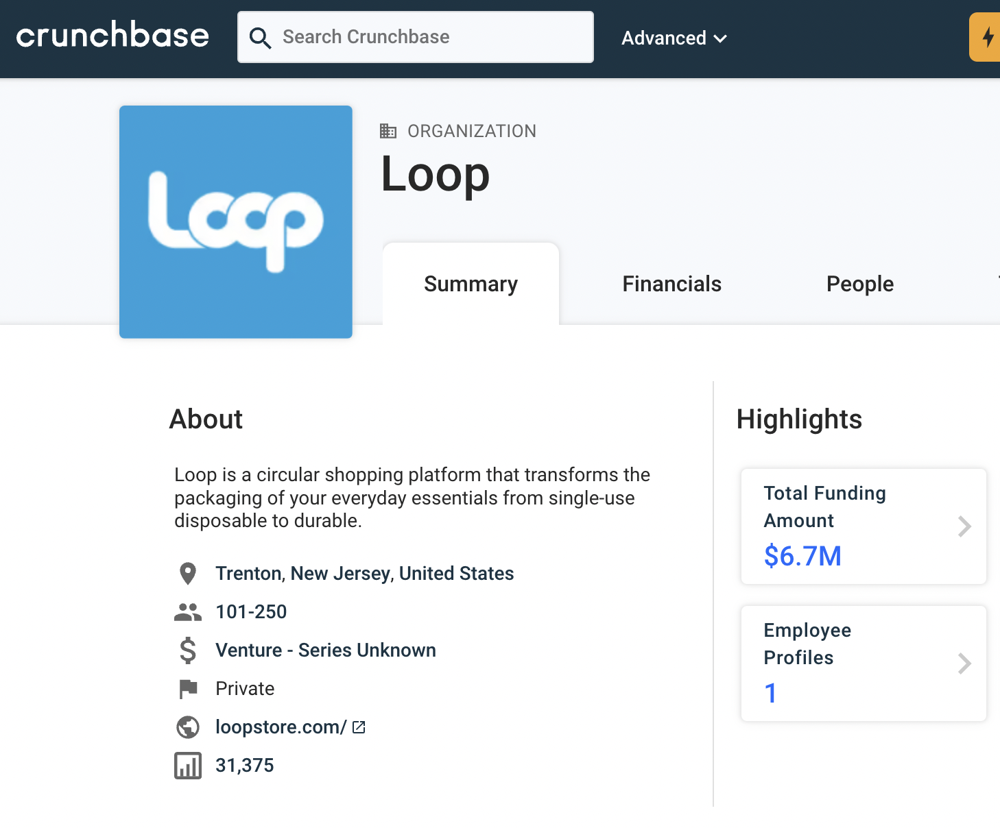 crunchbase
Search Crunchbase
Advanced
Loop
ORGANIZATION
Loop
Summary
Financials
People
About
Loop is a circular shopping platform that transforms the
packaging of your everyday essentials from single-use
disposable to durable.
Trenton, New Jersey, United States
101-250
Venture - Series Unknown
Private
loopstore.com/
31,375
Highlights
Total Funding
Amount
$6.7M
Employee
Profiles
1